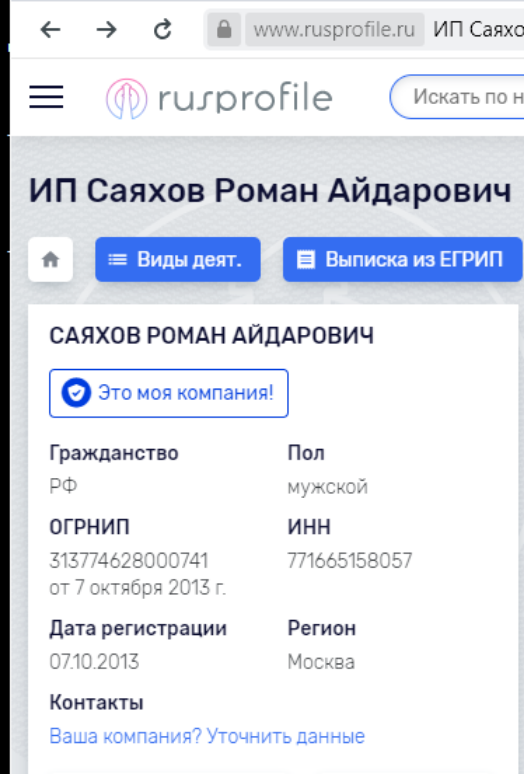 www.rusprofile.ru ИП Саяхо
rusprofile
Искать по н
ИП Саяхов Роман Айдарович
Виды деят.
Выписка из ЕГРИП
САЯХОВ РОМАН АЙДАРОВИЧ
Это моя компания!
Гражданство
РФ
Пол
мужской
ОГРНИП
313774628000741
от 7 октября 2013 г.
ИНН
771665158057
Дата регистрации
07.10.2013
Регион
Москва
Контакты
Ваша компания? Уточнить данные